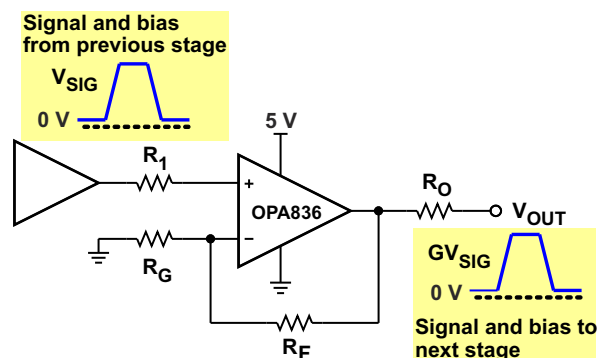 Signal and bias
from previous stage
VSIG
0 V
5 V
R1
+
OPA836
RO
VOUT
RG
−
GVSIG
0 V
RF
Signal and bias to
next stage